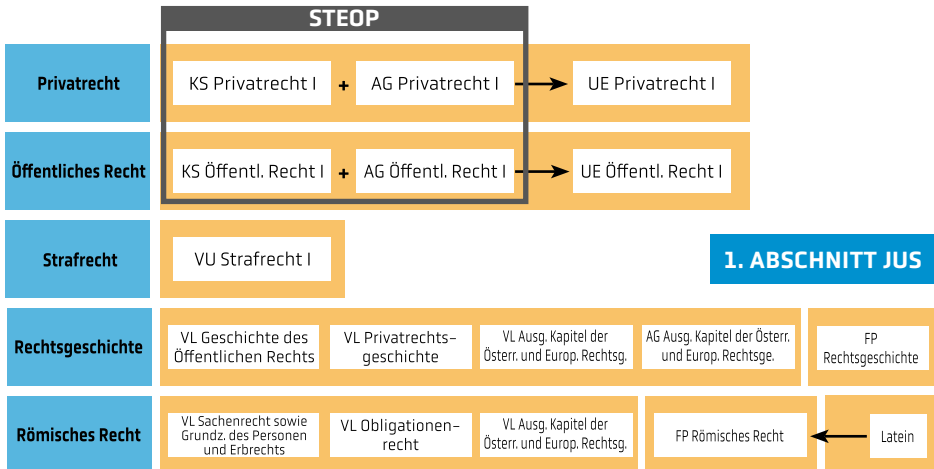 STEOP
Privatrecht
KS Privatrecht I
+
AG Privatrecht I
UE Privatrecht I
Öffentliches Recht
KS Öffentl. Recht I
+
AG Öffentl. Recht I
UE Öffentl. Recht I
Strafrecht
VU Strafrecht I
1. ABSCHNITT JUS
Rechtsgeschichte
VL Geschichte des
Öffentlichen Rechts
VL Privatrechts-
geschichte
VL Ausg. Kapitel der
Österr. und Europ. Rechtsg.
AG Ausg. Kapitel der Österr.
und Europ. Rechtsge.
FP
Rechtsgeschichte
Römisches Recht
VL Sachenrecht sowie
Grundz. des Personen
und Erbrechts
VL Obligationen-
recht
VL Ausg. Kapitel der
Österr. und Europ. Rechtsg.
FP Römisches Recht
Latein